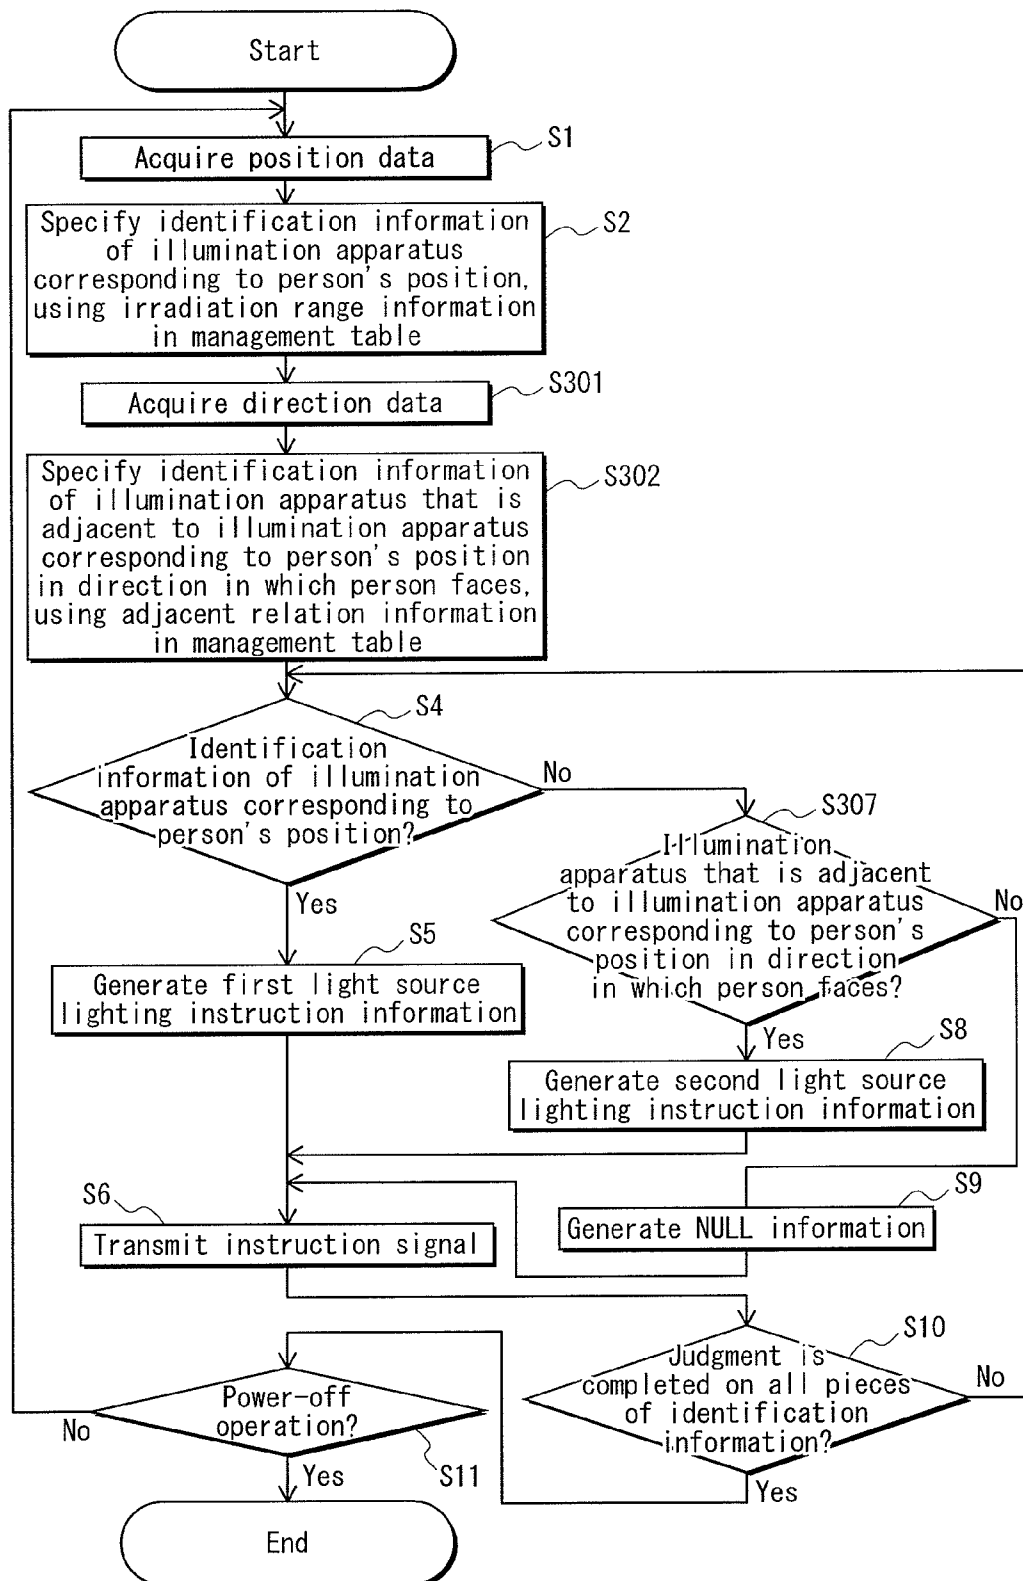 Start
Acquire position data
S1
Specify identification information
of illumination apparatus
corresponding to person's position,
using irradiation range information
in management table
S2
Acquire direction data
S301
Specify identification information
of illumination apparatus that is
adjacent to illumination apparatus
corresponding to person's position
in direction in which person faces,
using adjacent relation information
in management table
S302
S4
Identification
information of illumination
apparatus corresponding to
person's position?
No
Yes
S307
Illumination
apparatus that is adjacent
to illumination apparatus
corresponding to person's
position in direction
in which person faces?
No
Yes
S5
Generate first light source
lighting instruction information
S8
Generate second light source
lighting instruction information
S6
Transmit instruction signal
S9
Generate NULL information
S10
Judgment is
completed on all pieces
of identification
information?
No
Yes
Power-off
operation?
No
S11
Yes
End